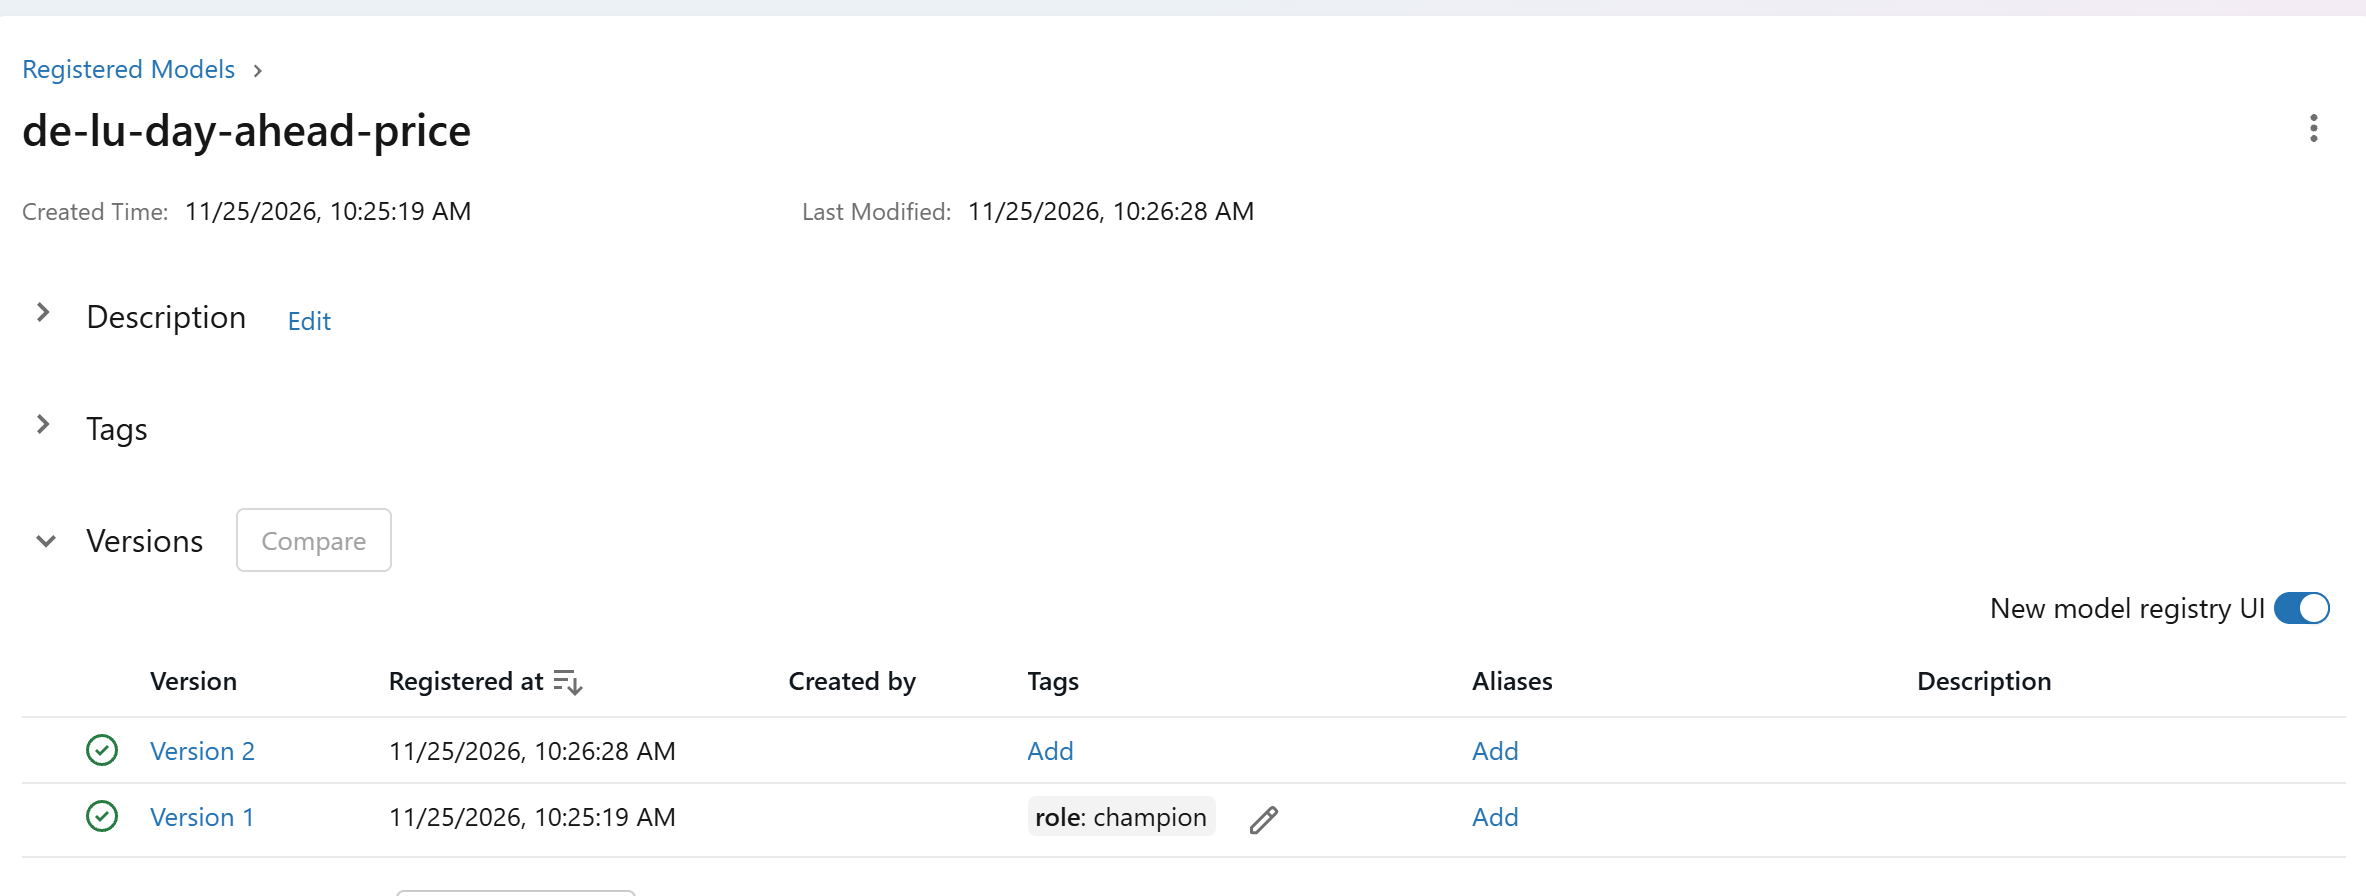 Registered Models
de-lu-day-ahead-price
Created Time: 11/25/2026, 10:25:19 AM Last Modified: 11/25/2026, 10:26:28 AM
Description Edit
Tags
Versions Compare
New model registry UI
Version Registered at Created by Tags Aliases Description
Version 2 11/25/2026, 10:26:28 AM Add Add
Version 1 11/25/2026, 10:25:19 AM role: champion Add